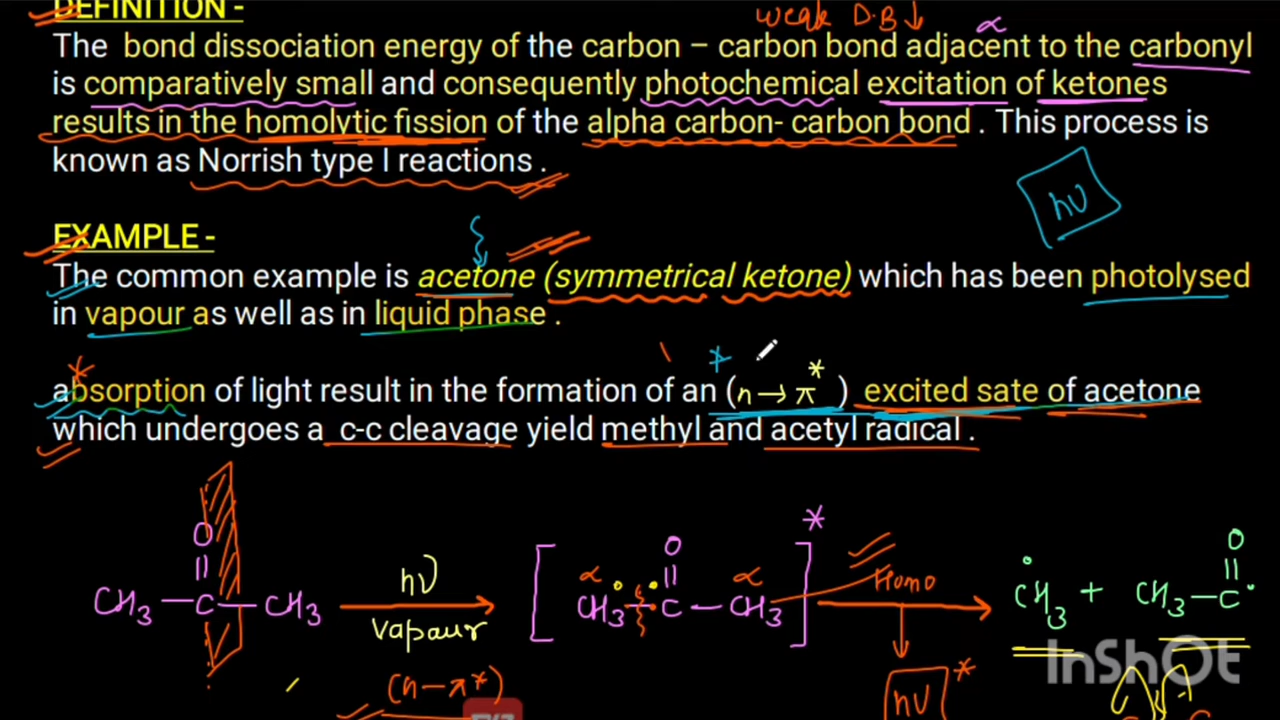 DEFINITION -
weak D.B↓
α
The bond dissociation energy of the carbon – carbon bond adjacent to the carbonyl
is comparatively small and consequently photochemical excitation of ketones
results in the homolytic fission of the alpha carbon- carbon bond . This process is
known as Norrish type I reactions .
hν
EXAMPLE -
The common example is acetone (symmetrical ketone) which has been photolysed
in vapour as well as in liquid phase .
absorption of light result in the formation of an (n → π*) excited sate of acetone
which undergoes a c-c cleavage yield methyl and acetyl radical .
O
||
CH3 — C — CH3
hν
vapaur
(n – π*)
[ α CH3 — C — CH3 α ]*
O
||
Homo
hν *
ĊH3 + CH3 — C·
O
||
InShOt